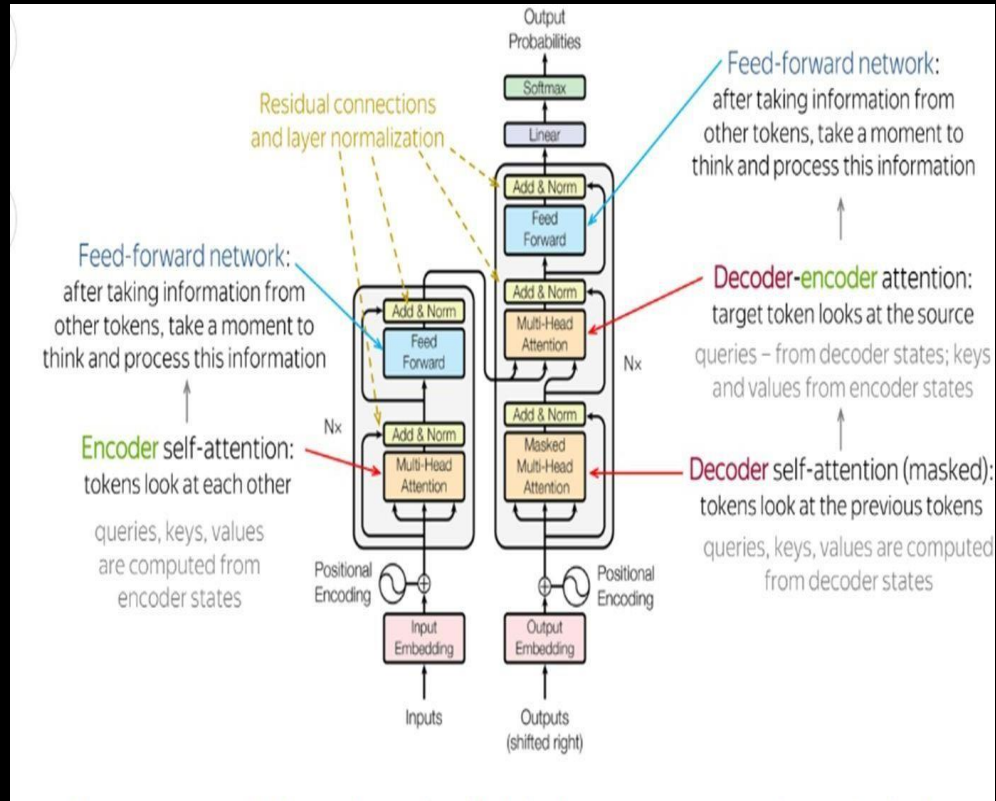 Output
Probabilities
Softmax
Linear
Add & Norm
Feed
Forward
Add & Norm
Multi-Head
Attention
Nx
Add & Norm
Masked
Multi-Head
Attention
Positional
Encoding
Output
Embedding
Outputs
(shifted right)
Residual connections
and layer normalization
Feed-forward network:
after taking information from
other tokens, take a moment to
think and process this information
Encoder self-attention:
tokens look at each other
queries, keys, values
are computed from
encoder states
Add & Norm
Feed
Forward
Nx
Add & Norm
Multi-Head
Attention
Positional
Encoding
Input
Embedding
Inputs
Feed-forward network:
after taking information from
other tokens, take a moment to
think and process this information
Decoder-encoder attention:
target token looks at the source
queries – from decoder states; keys
and values from encoder states
Decoder self-attention (masked):
tokens look at the previous tokens
queries, keys, values are computed
from decoder states